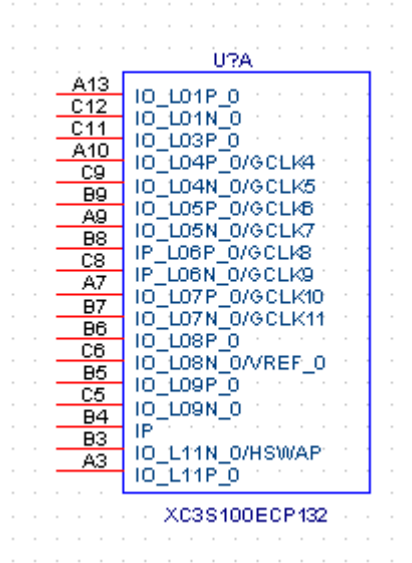 U?A
A13 IO_L01P_0
C12 IO_L01N_0
C11 IO_L03P_0
A10 IO_L04P_0/GCLK4
C9 IO_L04N_0/GCLK5
B9 IO_L05P_0/GCLK6
A9 IO_L05N_0/GCLK7
B8 IP_L06P_0/GCLK8
C8 IP_L06N_0/GCLK9
A7 IO_L07P_0/GCLK10
B7 IO_L07N_0/GCLK11
B6 IO_L08P_0
C6 IO_L08N_0/VREF_0
B5 IO_L09P_0
C5 IO_L09N_0
B4 IP
B3 IO_L11N_0/HSWAP
A3 IO_L11P_0
XC3S100ECP132